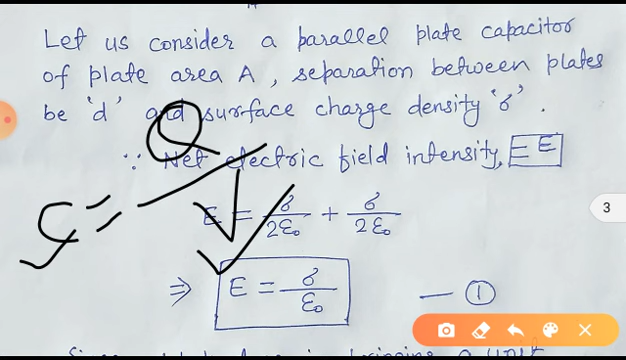 Let us consider a parallel plate capacitor
of plate area A, separation between plates
be 'd' and surface charge density 'σ'.
∵ Net electric field intensity, E E
E = σ/2ε₀ + σ/2ε₀
⇒ E = σ/ε₀ — ①
C = Q/V
3